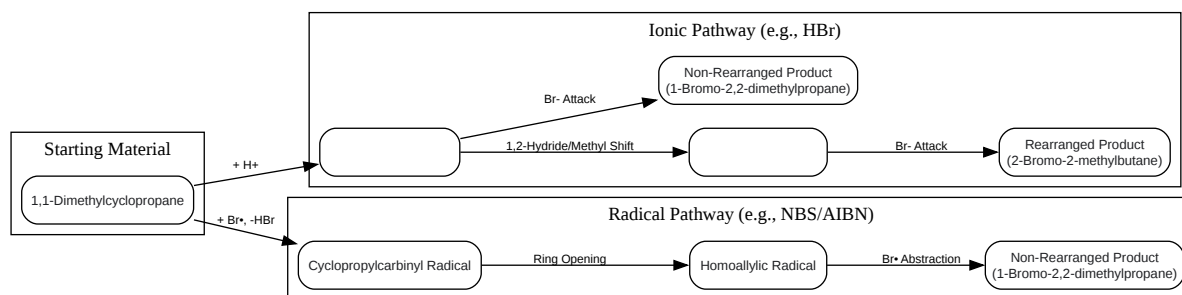 Ionic Pathway (e.g., HBr)
Non-Rearranged Product
(1-Bromo-2,2-dimethylpropane)
Br- Attack
Starting Material
1,1-Dimethylcyclopropane
+ H+
1,2-Hydride/Methyl Shift
Br- Attack
Rearranged Product
(2-Bromo-2-methylbutane)
+ Br•, -HBr
Radical Pathway (e.g., NBS/AIBN)
Cyclopropylcarbinyl Radical
Ring Opening
Homoallylic Radical
Br• Abstraction
Non-Rearranged Product
(1-Bromo-2,2-dimethylpropane)